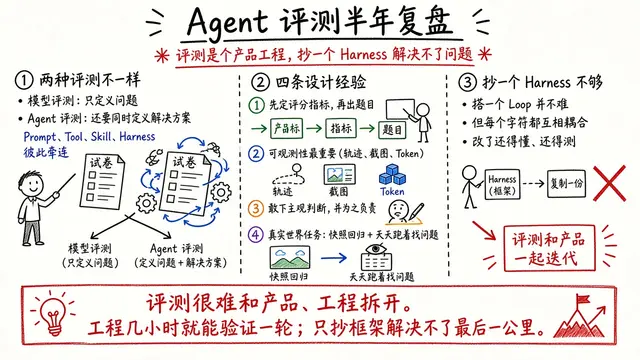 Agent 评测半年复盘
* 评测是个产品工程，抄一个 Harness 解决不了问题 *
① 两种评测不一样
• 模型评测：只定义问题
• Agent 评测：还要同时定义解决方案
Prompt、Tool、Skill、Harness
彼此牵连
试卷
试卷
模型评测
(只定义问题)
Agent 评测
(定义问题+解决方案)
② 四条设计经验
① 先定评分指标，再出题目
产品标
指标
题目
② 可观测性最重要 (轨迹、截图、Token)
轨迹
截图
Token
③ 敢下主观判断，并为之负责
④ 真实世界任务：快照回归 + 天天跑着找问题
快照回归
天天跑着找问题
③ 抄一个 Harness 不够
• 搭一个 Loop 并不难
• 但每个字符都互相耦合
• 改了还得懂、还得测
Harness
(框架)
复制一份
评测和产品
一起迭代
评测很难和产品、工程拆开。
工程几小时就能验证一轮；只抄框架解决不了最后一公里。